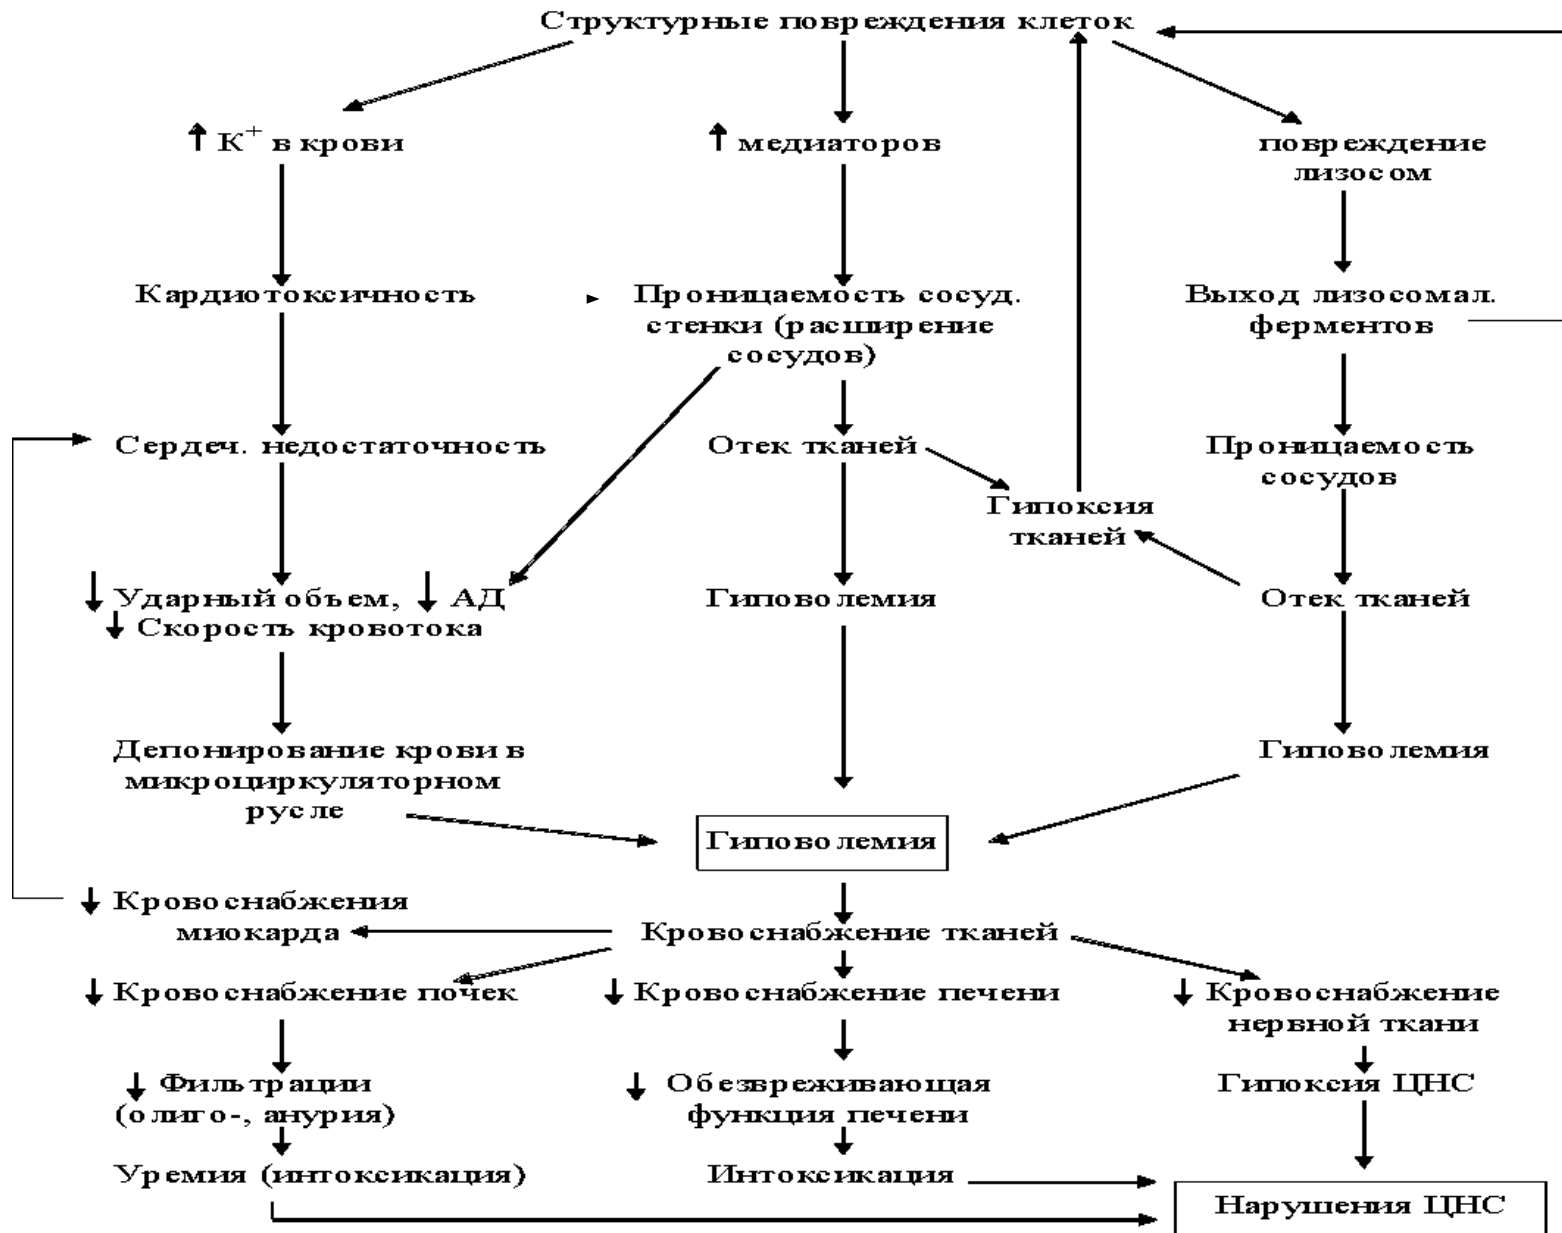 Структурные повреждения клеток
↑ К⁺ в крови
↑ медиаторов
повреждение
лизосом
Кардиотоксичность
Проницаемость сосуд.
стенки (расширение
сосудов)
Выход лизосомал.
ферментов
Сердеч. недостаточность
Отек тканей
Проницаемость
сосудов
Гипоксия
тканей
↓ Ударный объем, ↓ АД
↓ Скорость кровотока
Гиповолемия
Отек тканей
Депонирование крови в
микроциркуляторном
русле
Гиповолемия
Гиповолемия
↓ Кровоснабжения
миокарда
Кровоснабжение тканей
↓ Кровоснабжение почек
↓ Кровоснабжение печени
↓ Кровоснабжение
нервной ткани
↓ Фильтрации
(олиго-, анурия)
↓ Обезвреживающая
функция печени
Гипоксия ЦНС
Уремия (интоксикация)
Интоксикация
Нарушения ЦНС